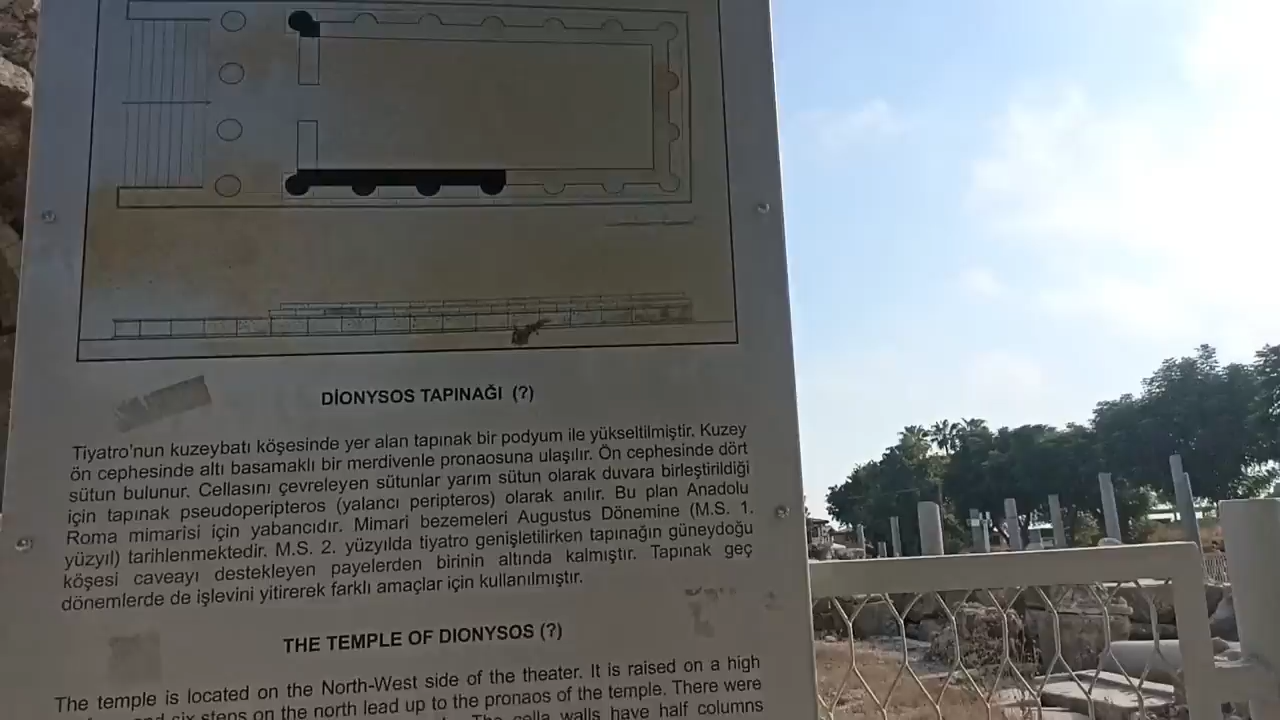 DİONYSOS TAPINAĞI (?)
Tiyatro'nun kuzeybatı köşesinde yer alan tapınak bir podyum ile yükseltilmiştir. Kuzey
ön cephesinde altı basamaklı bir merdivenle pronaosuna ulaşılır. Ön cephesinde dört
sütun bulunur. Cellasını çevreleyen sütunlar yarım sütun olarak duvara birleştirildiği
için tapınak pseudoperipteros (yalancı peripteros) olarak anılır. Bu plan Anadolu
Roma mimarisi için yabancıdır. Mimari bezemeleri Augustus Dönemine (M.S. 1.
yüzyıl) tarihlenmektedir. M.S. 2. yüzyılda tiyatro genişletilirken tapınağın güneydoğu
köşesi caveayı destekleyen payelerden birinin altında kalmıştır. Tapınak geç
dönemlerde de işlevini yitirerek farklı amaçlar için kullanılmıştır.
THE TEMPLE OF DIONYSOS (?)
The temple is located on the North-West side of the theater. It is raised on a high
and six steps on the north lead up to the pronaos of the temple. There were
The cella walls have half columns